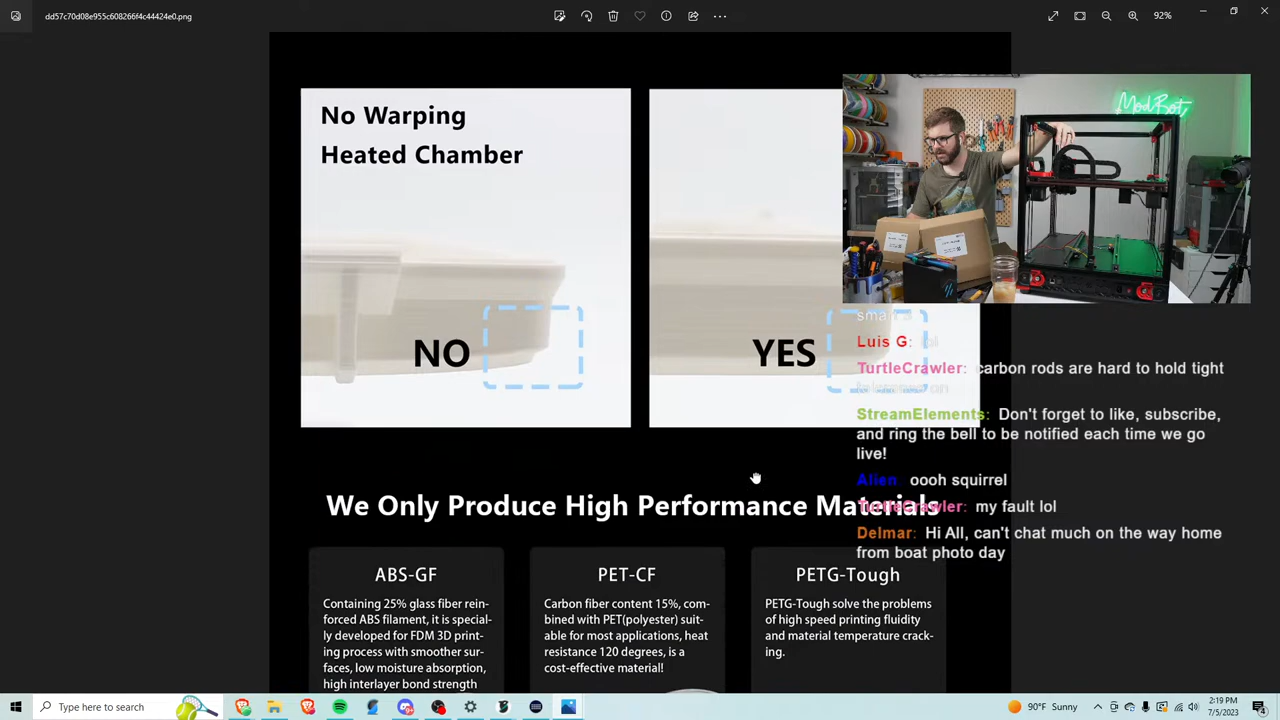 dd57c70d08e955c608266f4c44424e0.png
92%
No Warping
Heated Chamber
ModBot
NO
YES
Luis G: lol
TurtleCrawler: carbon rods are hard to hold tight
StreamElements: Don't forget to like, subscribe,
and ring the bell to be notified each time we go
live!
Alien: oooh squirrel
We Only Produce High Performance Materials
TurtleCrawler: my fault lol
Delmar: Hi All, can't chat much on the way home
from boat photo day
ABS-GF
Containing 25% glass fiber rein-
forced ABS filament, it is special-
ly developed for FDM 3D print-
ing process with smoother sur-
faces, low moisture absorption,
high interlayer bond strength
PET-CF
Carbon fiber content 15%, com-
bined with PET(polyester) suit-
able for most applications, heat
resistance 120 degrees, is a
cost-effective material!
PETG-Tough
PETG-Tough solve the problems
of high speed printing fluidity
and material temperature crack-
ing.
Type here to search
90°F Sunny
2:19 PM
7/5/2023